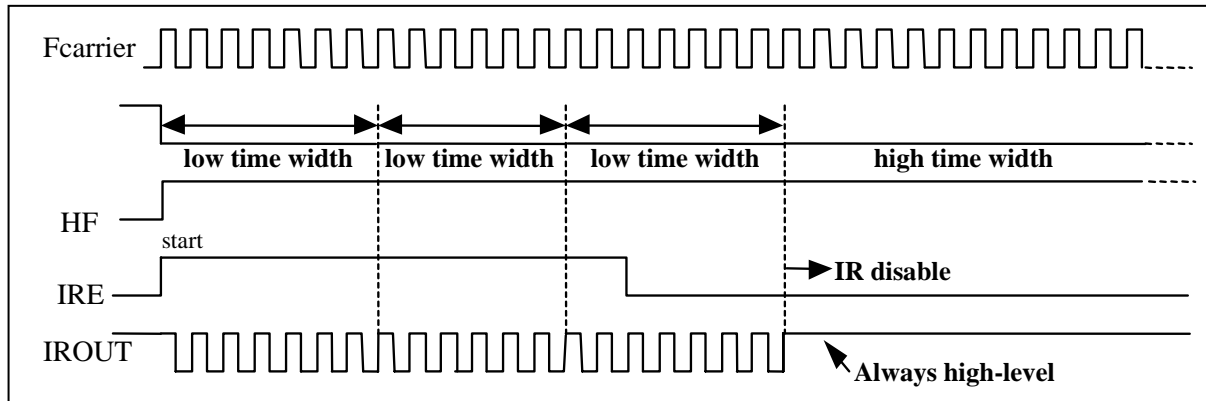 Fcarrier
low time width low time width low time width high time width
HF
start
IR disable
IRE
IROUT
Always high-level